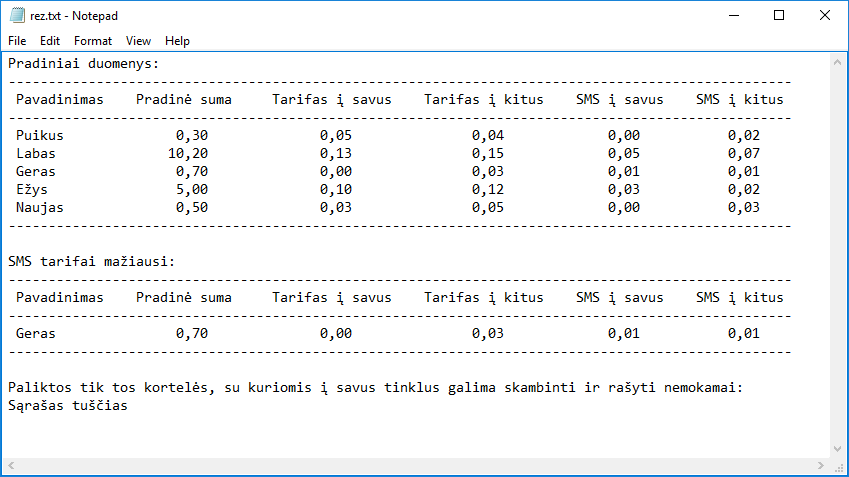 rez.txt - Notepad
File Edit Format View Help
Pradiniai duomenys:
--------------------------------------------------------------------------------------------------
Pavadinimas Pradinė suma Tarifas į savus Tarifas į kitus SMS į savus SMS į kitus
--------------------------------------------------------------------------------------------------
Puikus 0,30 0,05 0,04 0,00 0,02
Labas 10,20 0,13 0,15 0,05 0,07
Geras 0,70 0,00 0,03 0,01 0,01
Ežys 5,00 0,10 0,12 0,03 0,02
Naujas 0,50 0,03 0,05 0,00 0,03
--------------------------------------------------------------------------------------------------
SMS tarifai mažiausi:
--------------------------------------------------------------------------------------------------
Pavadinimas Pradinė suma Tarifas į savus Tarifas į kitus SMS į savus SMS į kitus
--------------------------------------------------------------------------------------------------
Geras 0,70 0,00 0,03 0,01 0,01
--------------------------------------------------------------------------------------------------
Paliktos tik tos kortelės, su kuriomis į savus tinklus galima skambinti ir rašyti nemokamai:
Sąrašas tuščias